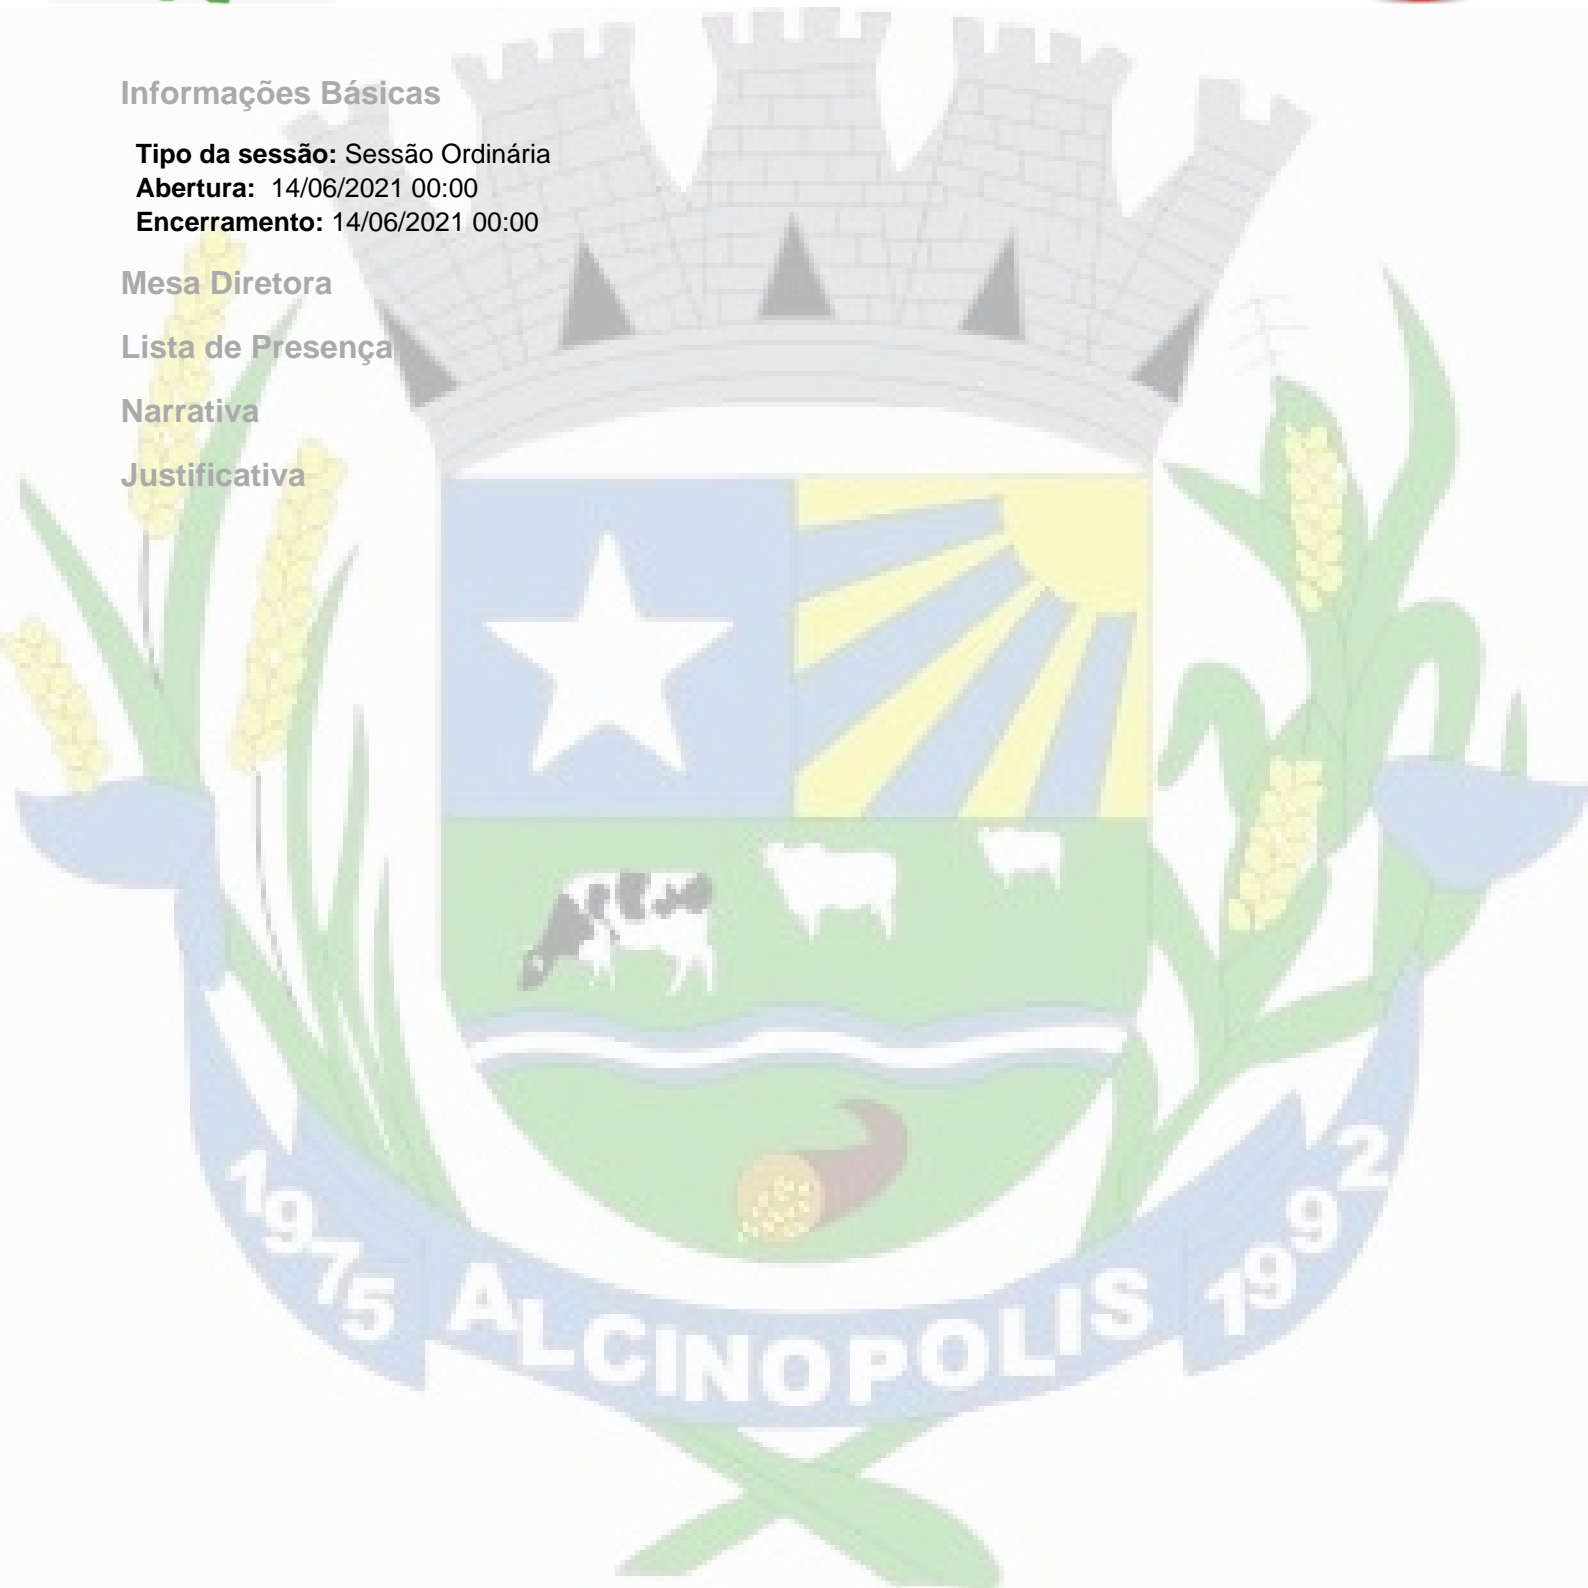 Informações Básicas
Tipo da sessão: Sessão Ordinária
Abertura: 14/06/2021 00:00
Encerramento: 14/06/2021 00:00
Mesa Diretora
Lista de Presença
Narrativa
Justificativa
1975 ALCINOPOLIS 1992